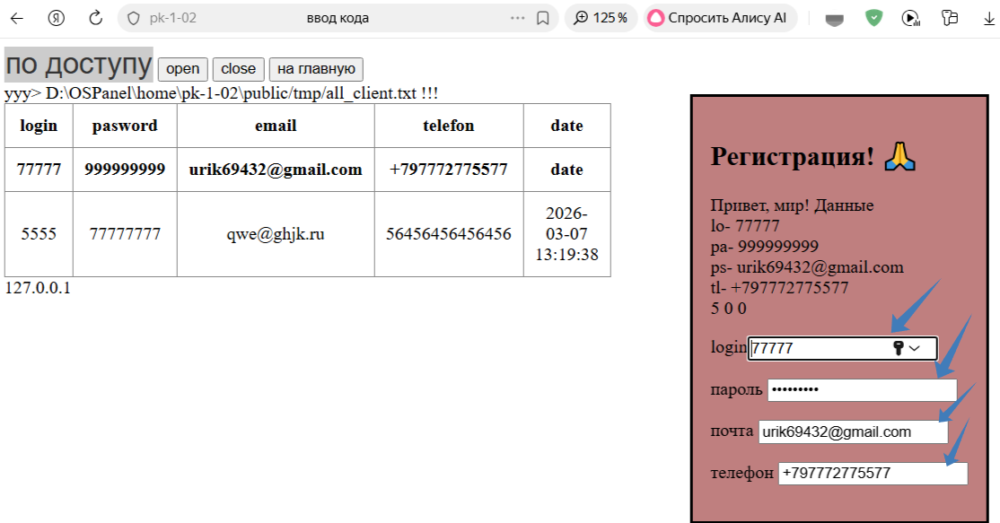 pk-1-02 ввод кода 125 % Спросить Алису AI
по доступу open close на главную
ууу> D:\OSPanel\home\pk-1-02\public/tmp/all_client.txt !!!
login pasword email telefon date
77777 999999999 urik69432@gmail.com +797772775577 date
5555 77777777 qwe@ghjk.ru 56456456456456 2026-
03-07
13:19:38
127.0.0.1
Регистрация! 🙏
Привет, мир! Данные
lo- 77777
pa- 999999999
ps- urik69432@gmail.com
tl- +797772775577
5 0 0
login 77777
пароль •••••••••
почта urik69432@gmail.com
телефон +797772775577